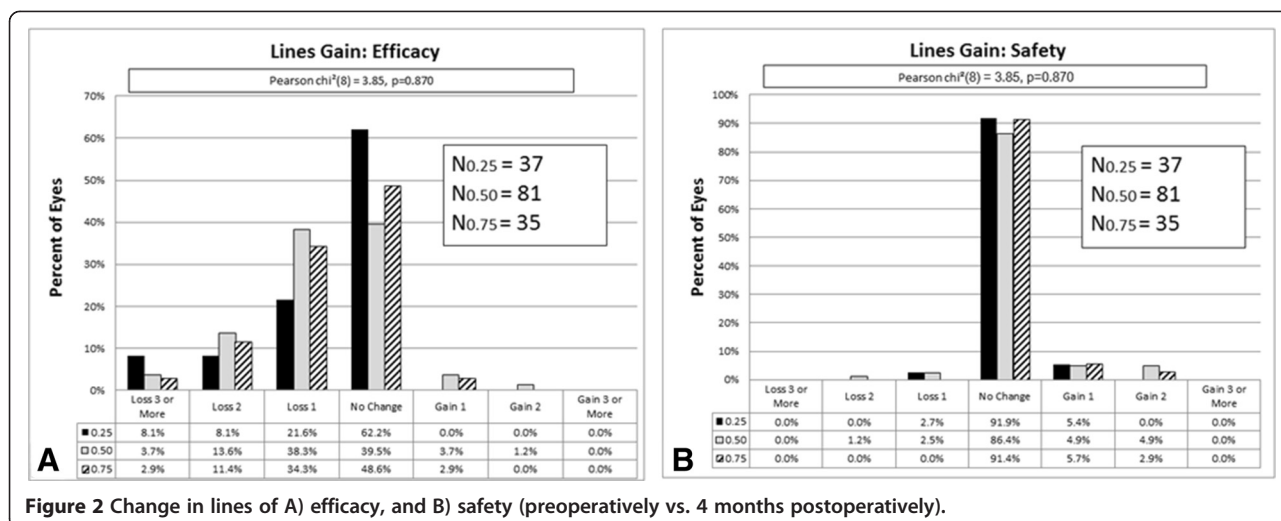 Lines Gain: Efficacy
Pearson chi²(8) = 3.85, p=0.870
Percent of Eyes
70%
60%
50%
40%
30%
20%
10%
0%
N0.25 = 37
N0.50 = 81
N0.75 = 35
Loss 3 or More Loss 2 Loss 1 No Change Gain 1 Gain 2 Gain 3 or More
0.25 8.1% 8.1% 21.6% 62.2% 0.0% 0.0% 0.0%
0.50 3.7% 13.6% 38.3% 39.5% 3.7% 1.2% 0.0%
0.75 2.9% 11.4% 34.3% 48.6% 2.9% 0.0% 0.0%
A
Lines Gain: Safety
Pearson chi²(8) = 3.85, p=0.870
Percent of Eyes
100%
90%
80%
70%
60%
50%
40%
30%
20%
10%
0%
N0.25 = 37
N0.50 = 81
N0.75 = 35
Loss 3 or More Loss 2 Loss 1 No Change Gain 1 Gain 2 Gain 3 or More
0.25 0.0% 0.0% 2.7% 91.9% 5.4% 0.0% 0.0%
0.50 0.0% 1.2% 2.5% 86.4% 4.9% 4.9% 0.0%
0.75 0.0% 0.0% 0.0% 91.4% 5.7% 2.9% 0.0%
B
Figure 2 Change in lines of A) efficacy, and B) safety (preoperatively vs. 4 months postoperatively).